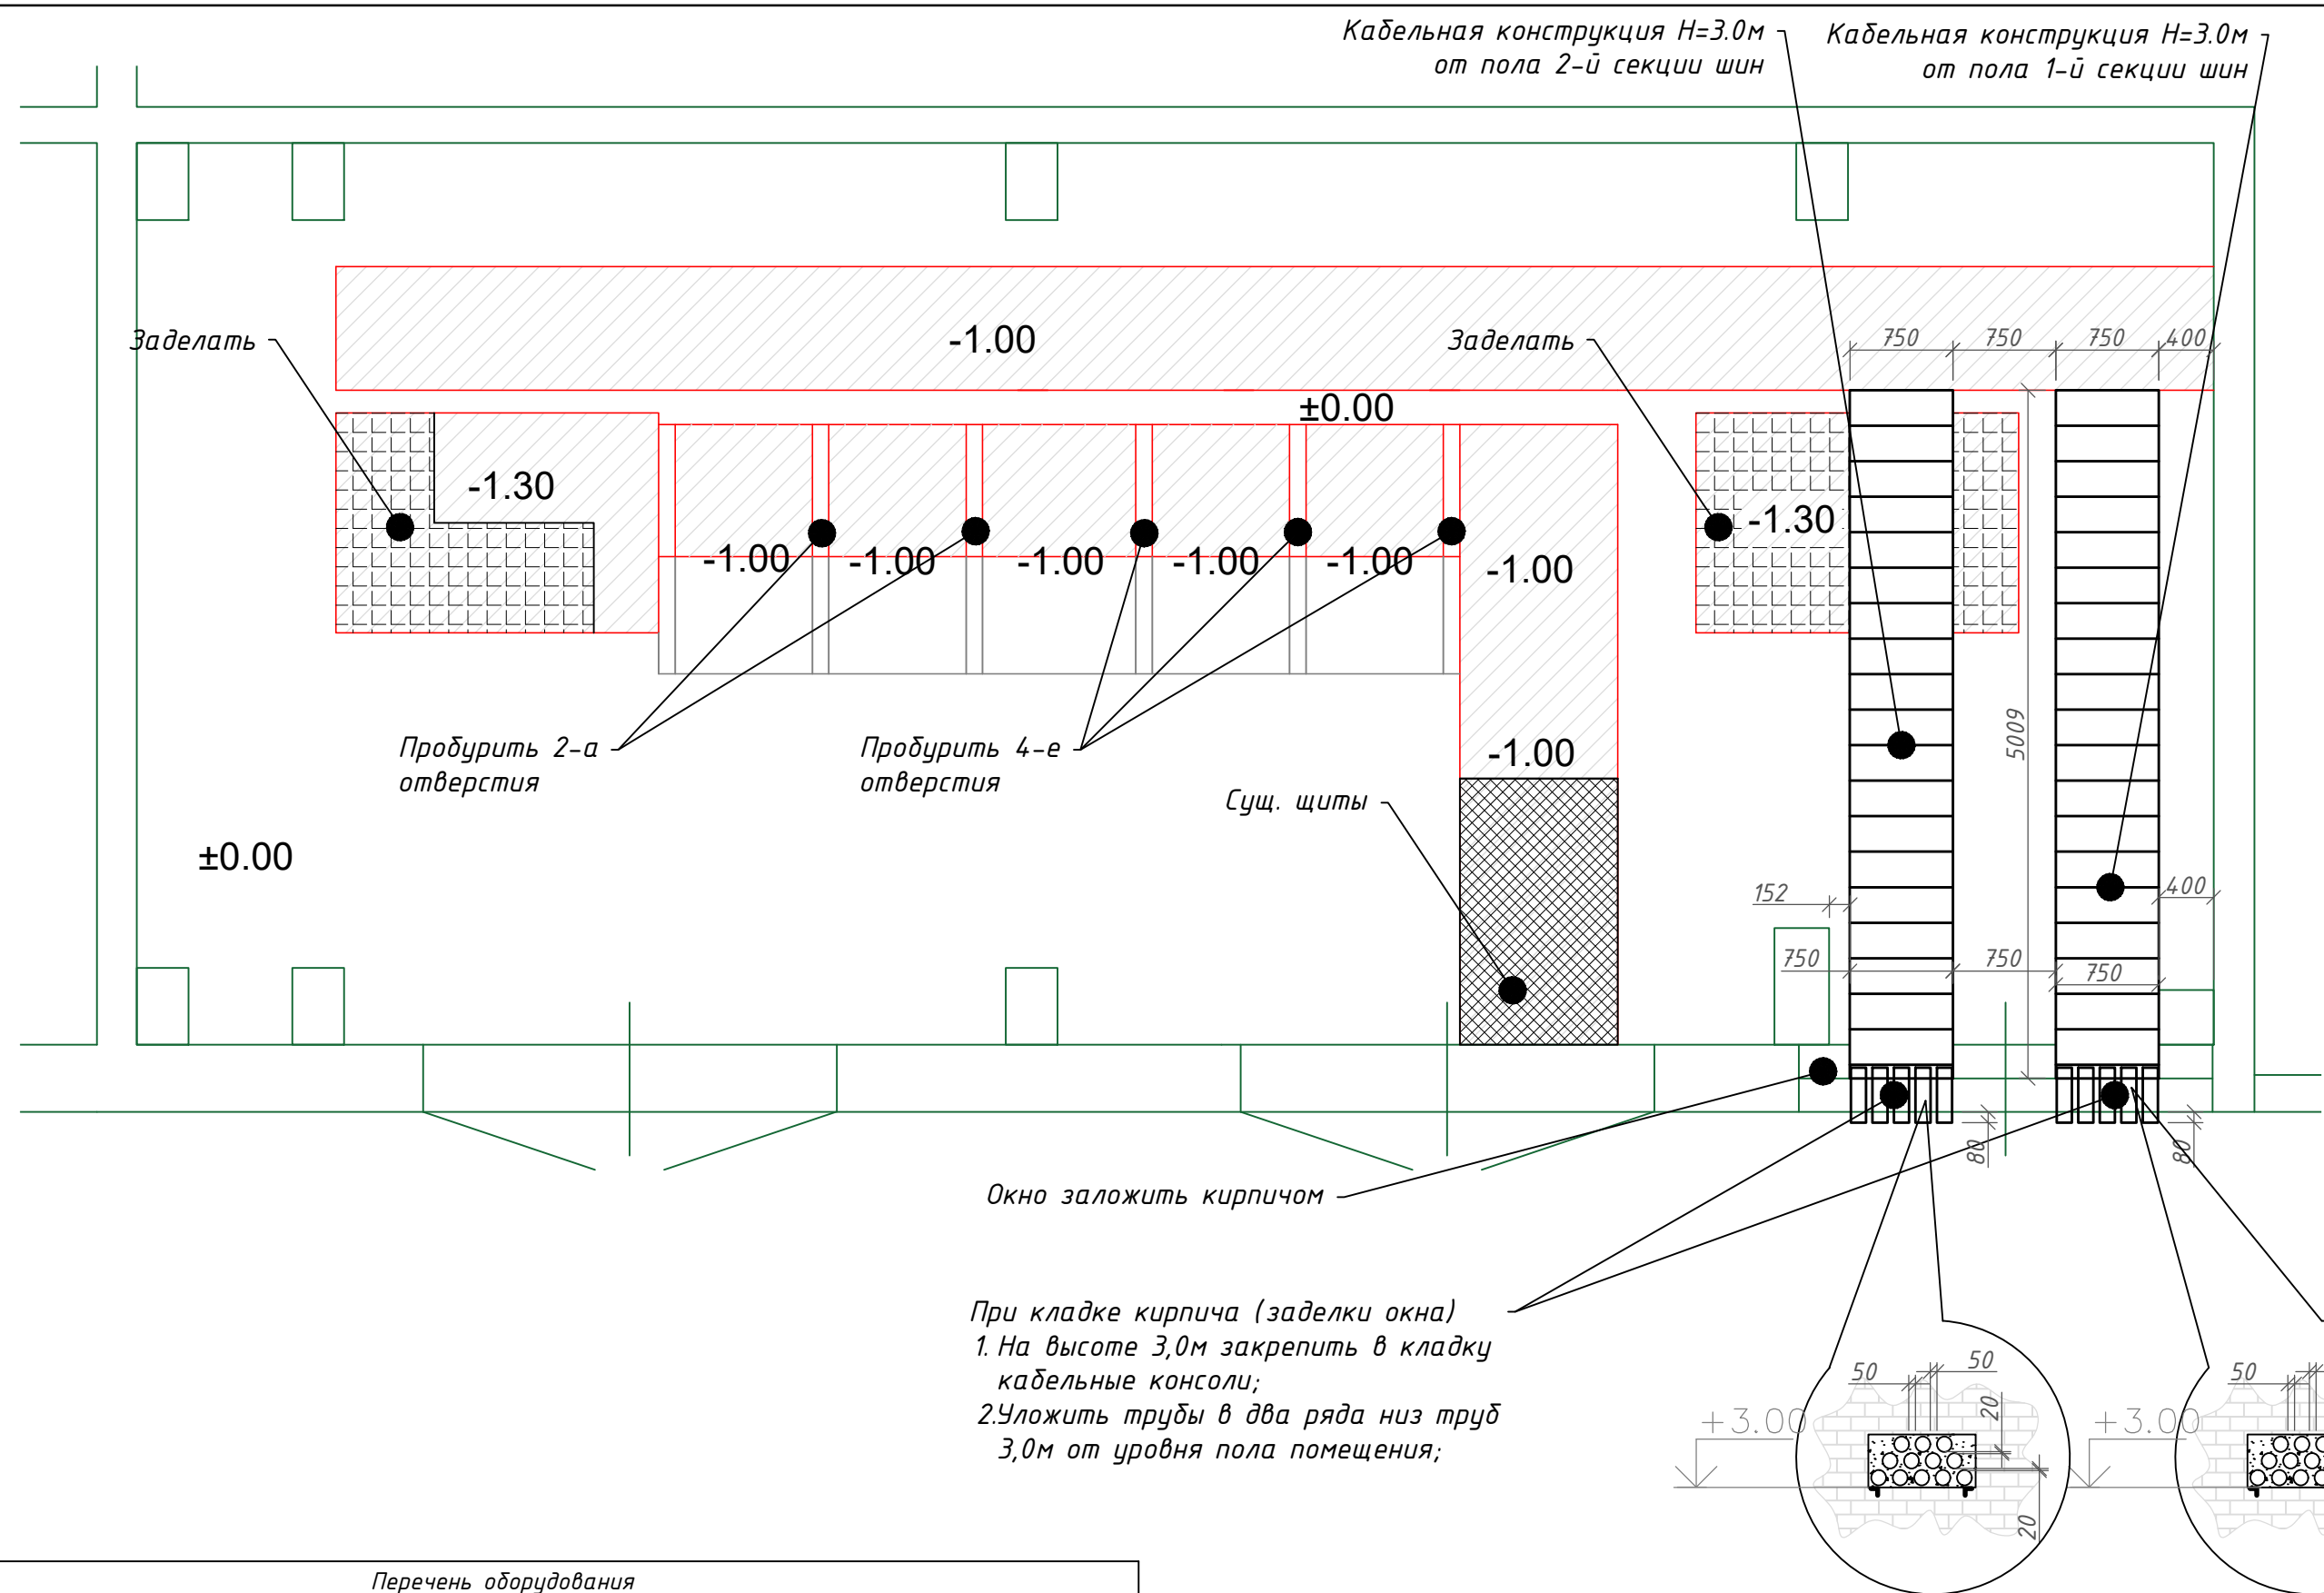 Кабельная конструкция Н=3.0м
от пола 2-й секции шин
Кабельная конструкция Н=3.0м
от пола 1-й секции шин
Заделать
-1.00
Заделать
750
750
750
400
±0.00
-1.30
-1.30
-1.00
-1.00
-1.00
-1.00
-1.00
-1.00
5009
Пробурить 2-а
отверстия
Пробурить 4-е
отверстия
-1.00
Сущ. щиты
±0.00
152
400
750
750
750
80
80
Окно заложить кирпичом
При кладке кирпича (заделки окна)
1. На высоте 3,0м закрепить в кладку
кабельные консоли;
2.Уложить трубы в два ряда низ труб
3,0м от уровня пола помещения;
50
50
20
20
+3.00
50
+3.00
Перечень оборудования